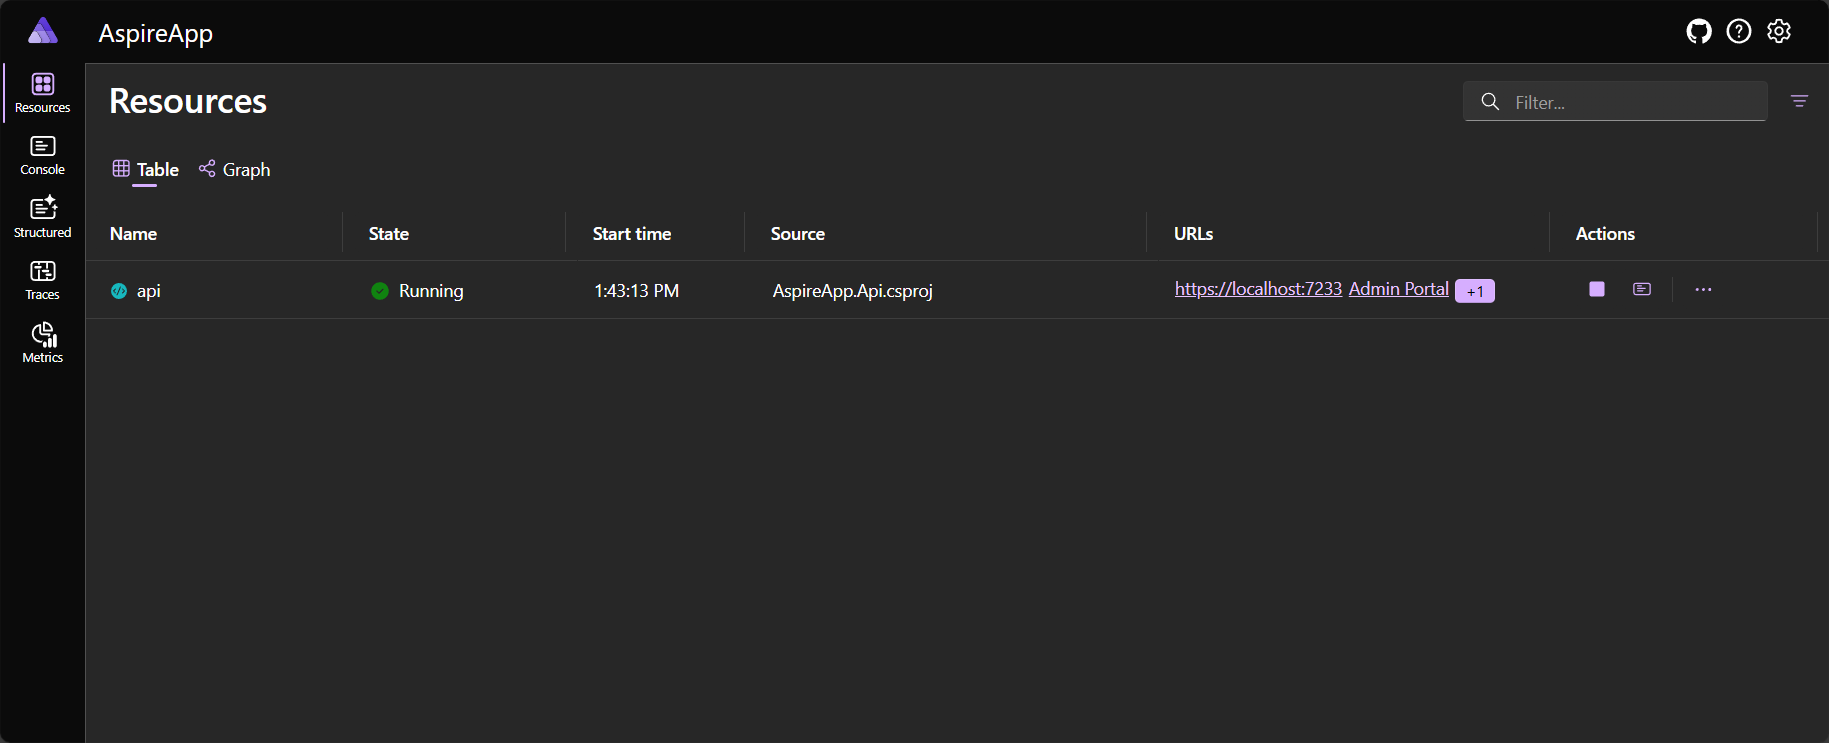 AspireApp
Resources
Console
Structured
Traces
Metrics
Resources
Filter...
Table Graph
Name State Start time Source URLs Actions
api Running 1:43:13 PM AspireApp.Api.csproj https://localhost:7233 Admin Portal +1